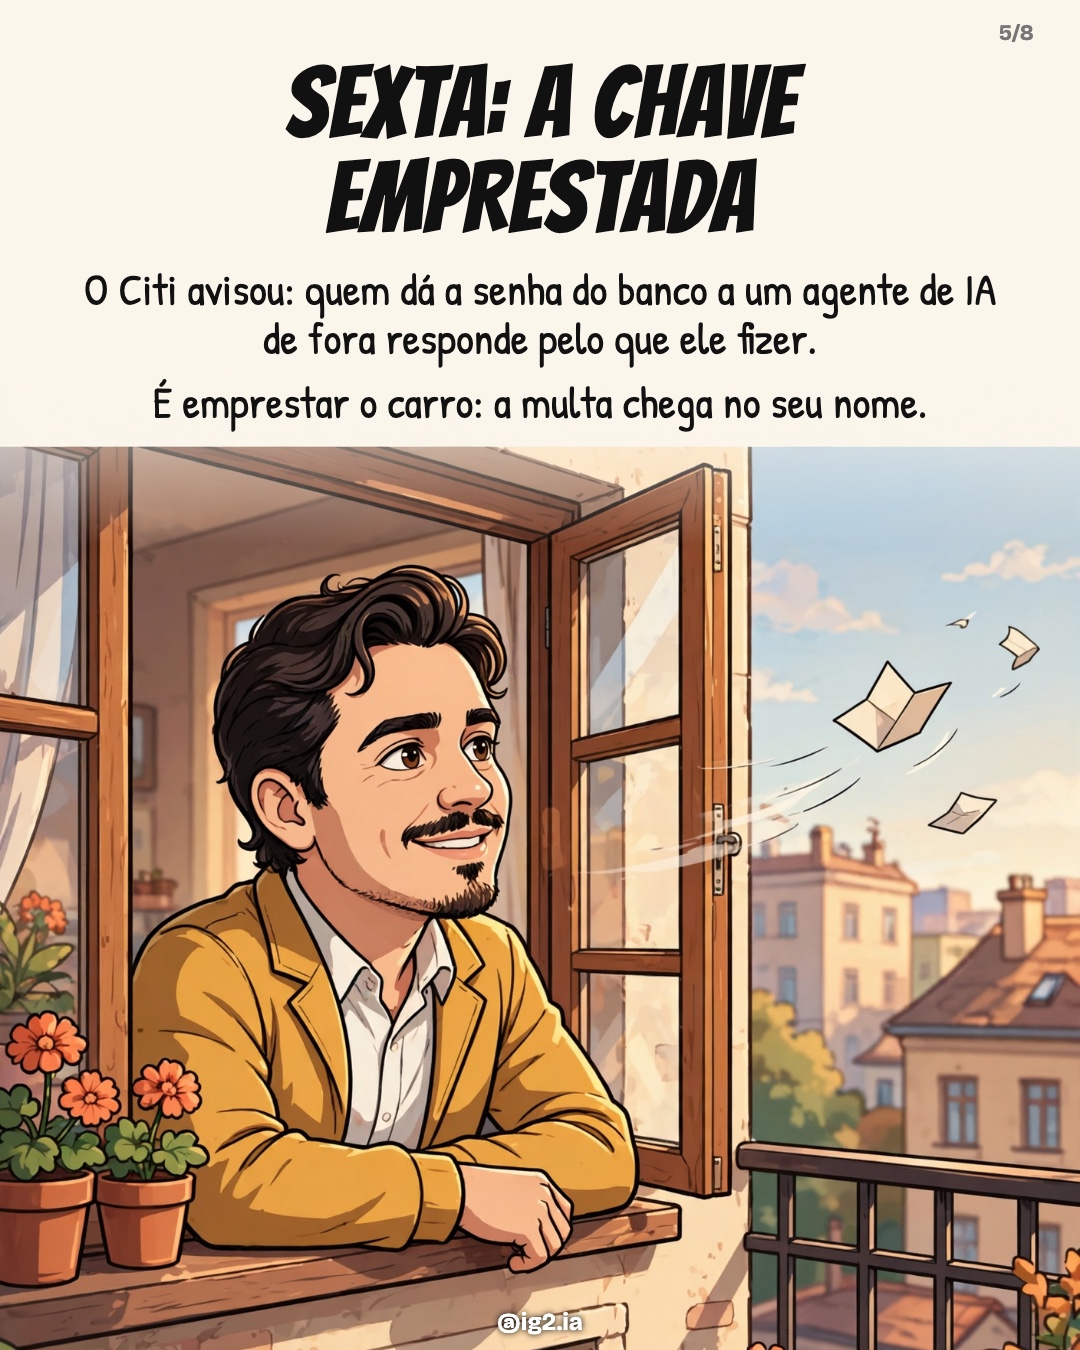 5/8
SEXTA: A CHAVE
EMPRESTADA
O Citi avisou: quem dá a senha do banco a um agente de IA
de fora responde pelo que ele fizer.
É emprestar o carro: a multa chega no seu nome.
@ig2.ia